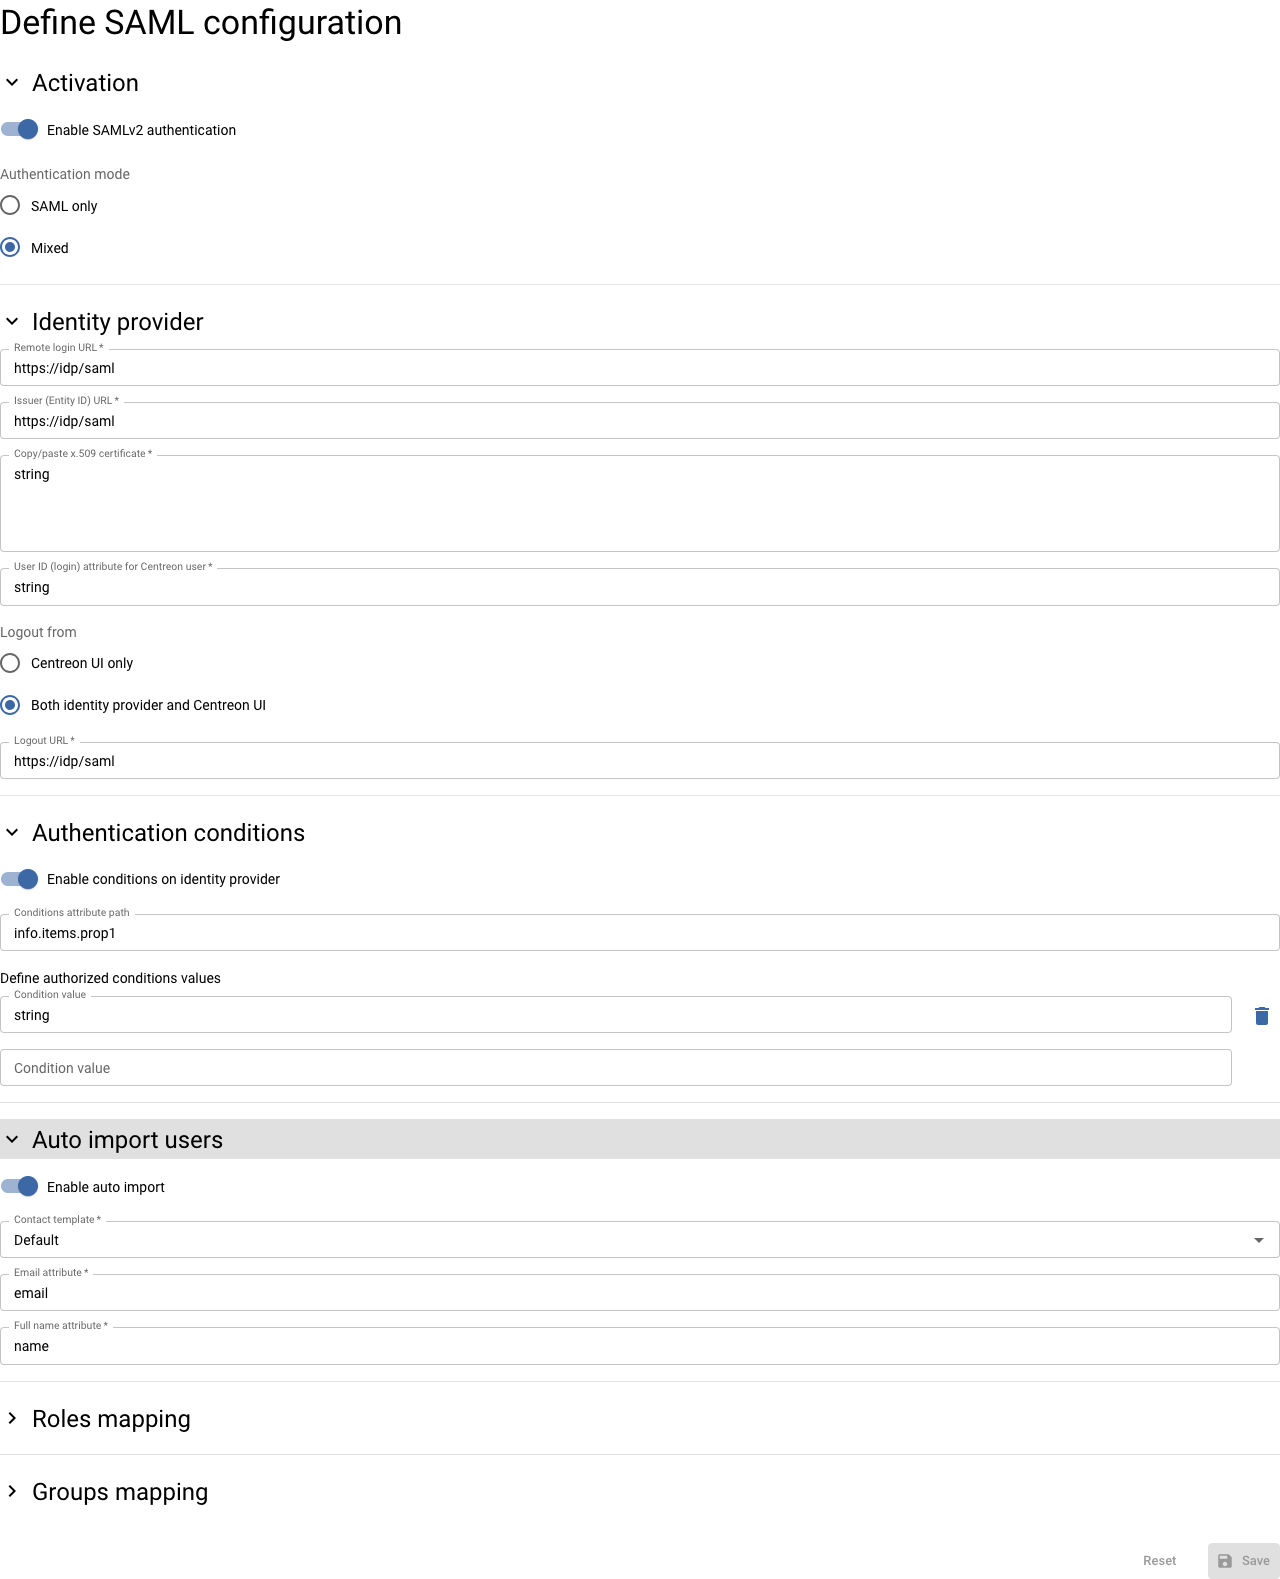 Define SAML configuration
Activation
Enable SAMLv2 authentication
Authentication mode
SAML only
Mixed
Identity provider
Remote login URL *
https://idp/saml
Issuer (Entity ID) URL *
https://idp/saml
Copy/paste x.509 certificate *
string
User ID (login) attribute for Centreon user *
string
Logout from
Centreon UI only
Both identity provider and Centreon UI
Logout URL *
https://idp/saml
Authentication conditions
Enable conditions on identity provider
Conditions attribute path
info.items.prop1
Define authorized conditions values
Condition value
string
Condition value
Auto import users
Enable auto import
Contact template *
Default
Email attribute *
email
Full name attribute *
name
Roles mapping
Groups mapping
Reset Save